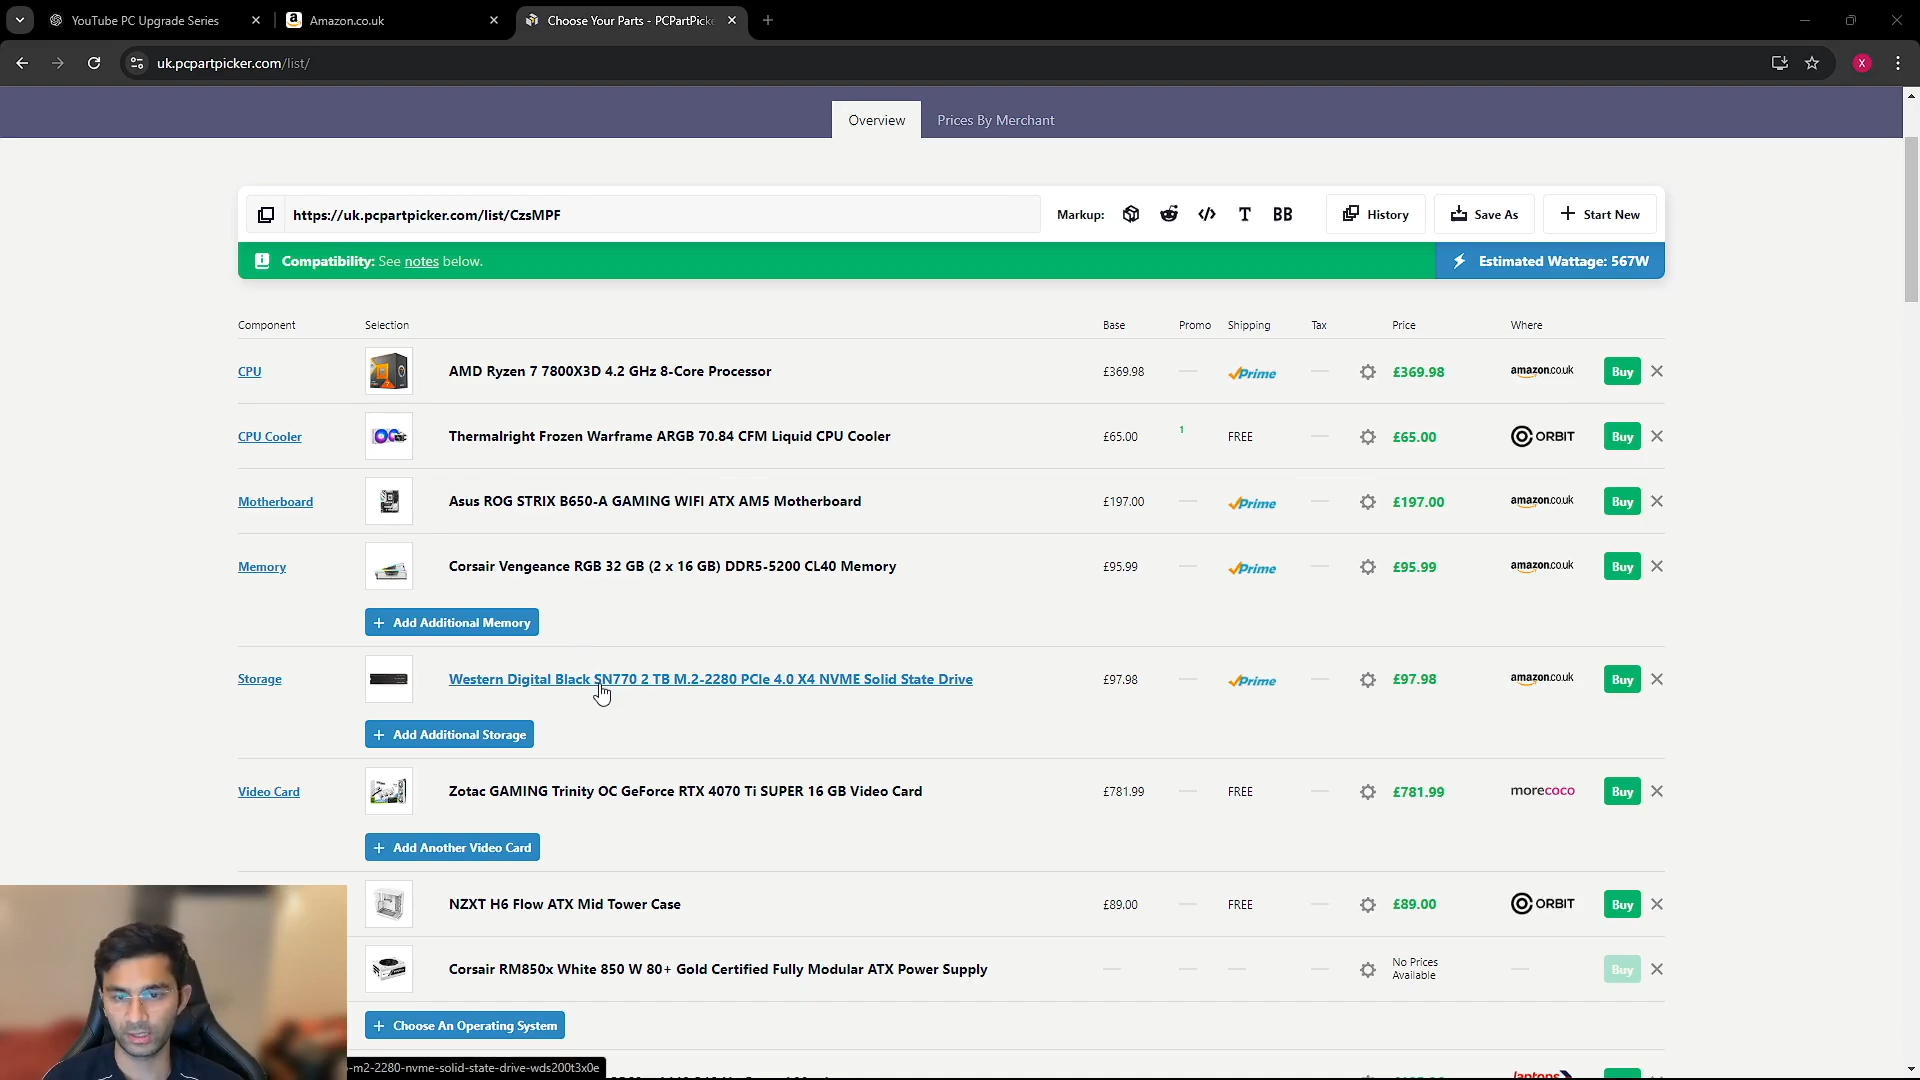 YouTube PC Upgrade Series
Amazon.co.uk
Choose Your Parts - PCPartPicke
uk.pcpartpicker.com/list/
X
Overview
Prices By Merchant
https://uk.pcpartpicker.com/list/CzsMPF
Markup:
T
BB
History
Save As
+ Start New
Compatibility: See notes below.
Estimated Wattage: 567W
Component Selection Base Promo Shipping Tax Price Where
CPU AMD Ryzen 7 7800X3D 4.2 GHz 8-Core Processor £369.98 — Prime — £369.98 amazon.co.uk Buy
CPU Cooler Thermalright Frozen Warframe ARGB 70.84 CFM Liquid CPU Cooler £65.00 1 FREE — £65.00 ORBIT Buy
Motherboard Asus ROG STRIX B650-A GAMING WIFI ATX AM5 Motherboard £197.00 — Prime — £197.00 amazon.co.uk Buy
Memory Corsair Vengeance RGB 32 GB (2 x 16 GB) DDR5-5200 CL40 Memory £95.99 — Prime — £95.99 amazon.co.uk Buy
+ Add Additional Memory
Storage Western Digital Black SN770 2 TB M.2-2280 PCIe 4.0 X4 NVME Solid State Drive £97.98 — Prime — £97.98 amazon.co.uk Buy
+ Add Additional Storage
Video Card Zotac GAMING Trinity OC GeForce RTX 4070 Ti SUPER 16 GB Video Card £781.99 — FREE — £781.99 morecoco Buy
+ Add Another Video Card
NZXT H6 Flow ATX Mid Tower Case £89.00 — FREE — £89.00 ORBIT Buy
Corsair RM850x White 850 W 80+ Gold Certified Fully Modular ATX Power Supply — — — — No Prices Available — Buy
+ Choose An Operating System
-m2-2280-nvme-solid-state-drive-wds200t3x0e
laptops